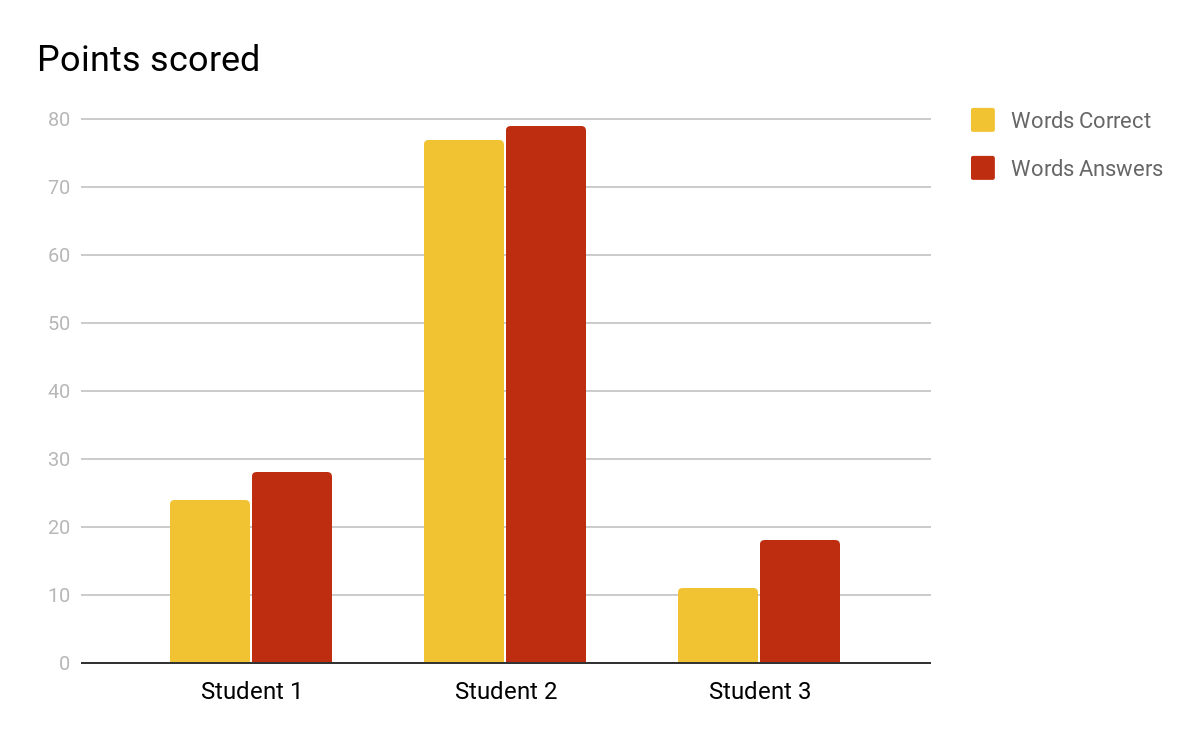 Points scored
80
70
60
50
40
30
20
10
0
Student 1
Student 2
Student 3
Words Correct
Words Answers